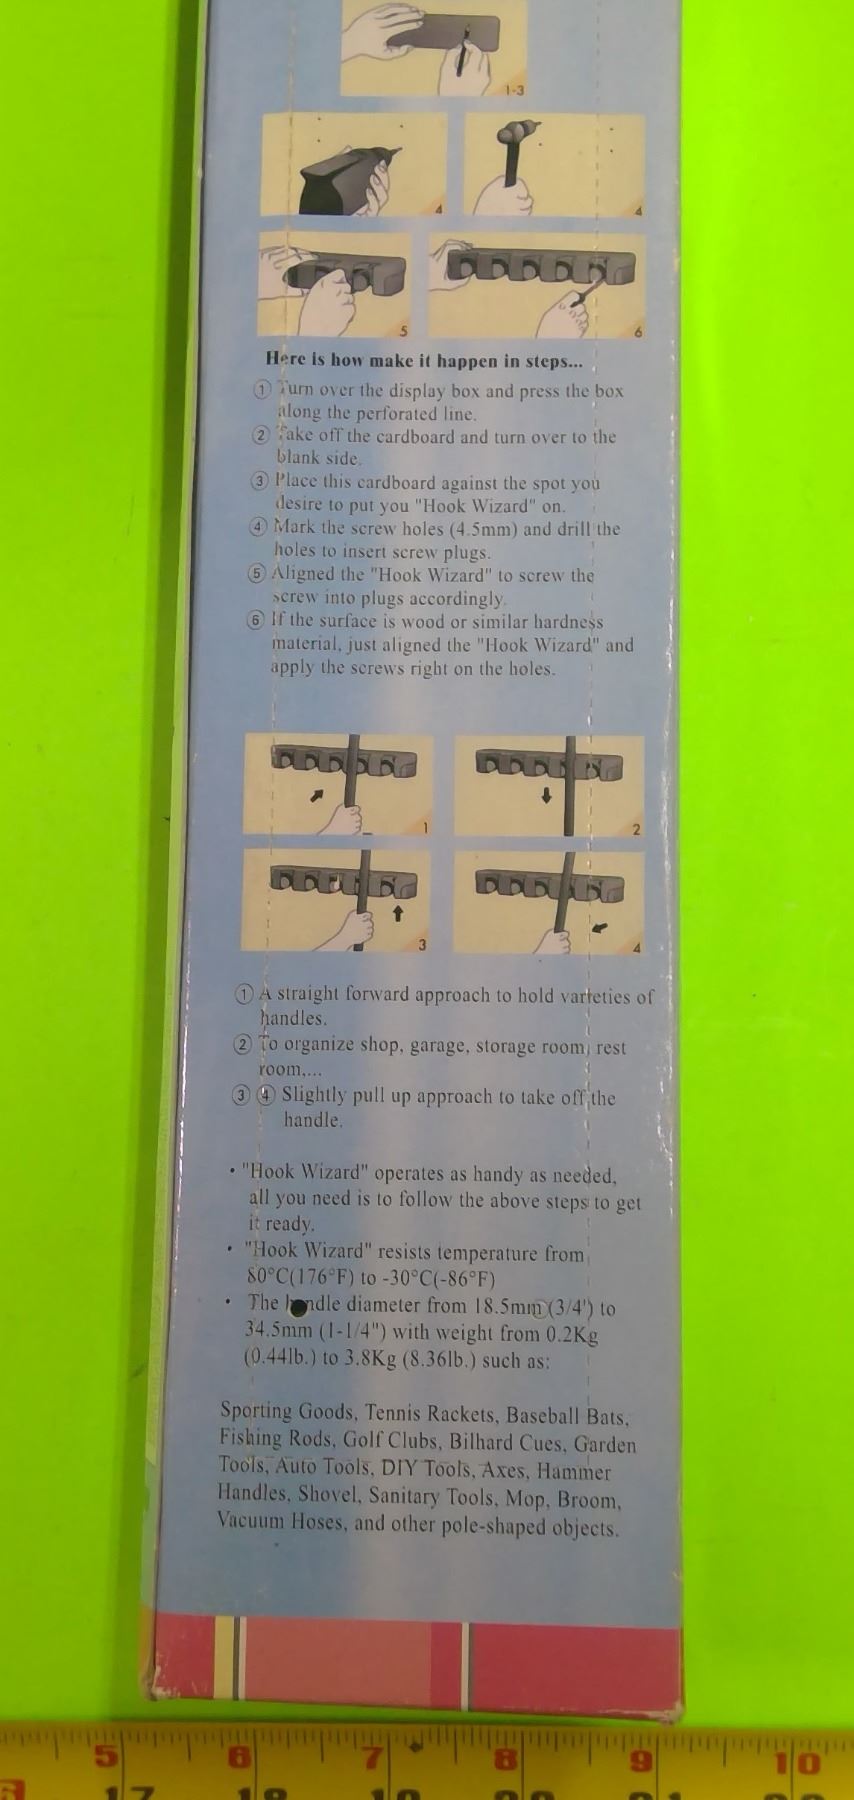 1-3
4
4
5
6
Here is how make it happen in steps...
① Turn over the display box and press the box
along the perforated line.
② Take off the cardboard and turn over to the
blank side.
③ Place this cardboard against the spot you
desire to put you "Hook Wizard" on.
④ Mark the screw holes (4.5mm) and drill the
holes to insert screw plugs.
⑤ Aligned the "Hook Wizard" to screw the
screw into plugs accordingly.
⑥ If the surface is wood or similar hardness
material, just aligned the "Hook Wizard" and
apply the screws right on the holes.
1
2
3
4
① A straight forward approach to hold varieties of
handles.
② To organize shop, garage, storage room, rest
room,...
③ ④ Slightly pull up approach to take off the
handle.
• "Hook Wizard" operates as handy as needed,
all you need is to follow the above steps to get
it ready.
• "Hook Wizard" resists temperature from
80°C(176°F) to -30°C(-86°F)
• The handle diameter from 18.5mm (3/4') to
34.5mm (1-1/4") with weight from 0.2Kg
(0.44lb.) to 3.8Kg (8.36lb.) such as:
Sporting Goods, Tennis Rackets, Baseball Bats,
Fishing Rods, Golf Clubs, Bilhard Cues, Garden
Tools, Auto Tools, DIY Tools, Axes, Hammer
Handles, Shovel, Sanitary Tools, Mop, Broom,
Vacuum Hoses, and other pole-shaped objects.
5 6 7 8 9 10
17 18